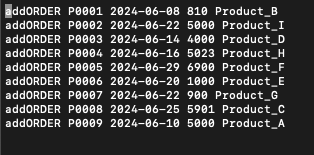 addORDER P0001 2024-06-08 810 Product_B
addORDER P0002 2024-06-22 5000 Product_I
addORDER P0003 2024-06-14 4000 Product_D
addORDER P0004 2024-06-16 5023 Product_H
addORDER P0005 2024-06-29 6900 Product_F
addORDER P0006 2024-06-20 1000 Product_E
addORDER P0007 2024-06-22 900 Product_G
addORDER P0008 2024-06-25 5901 Product_C
addORDER P0009 2024-06-10 5000 Product_A